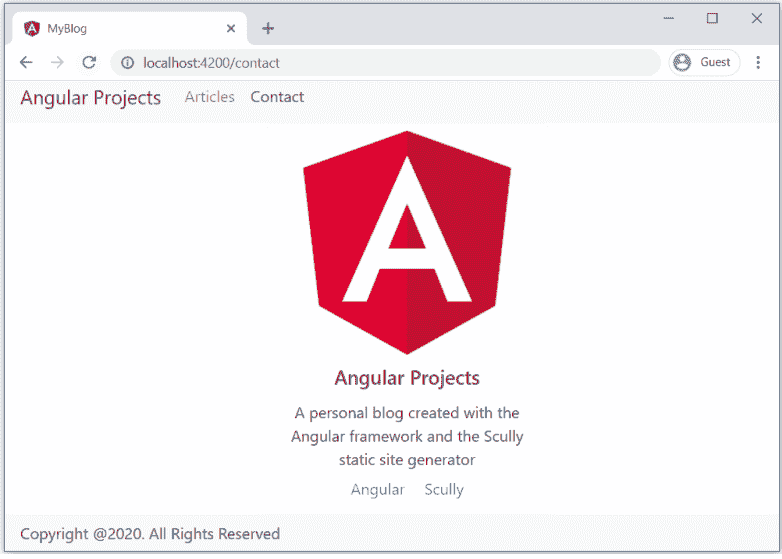 MyBlog
localhost:4200/contact
Guest
Angular Projects Articles Contact
A
Angular Projects
A personal blog created with the
Angular framework and the Scully
static site generator
Angular Scully
Copyright @2020. All Rights Reserved